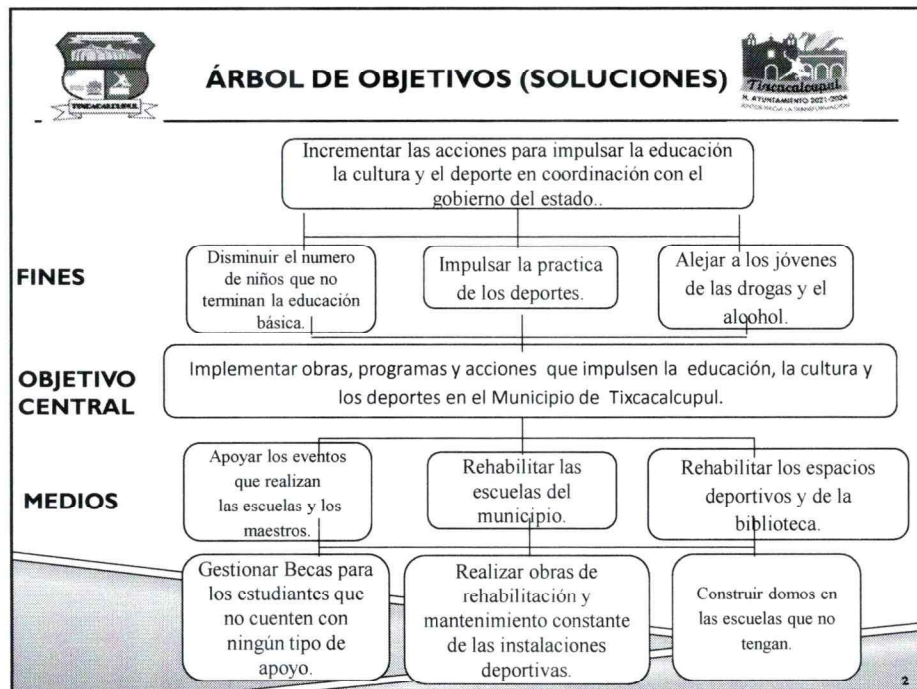 TIXCACALCUPUL
ÁRBOL DE OBJETIVOS (SOLUCIONES)
Tixcacalcupul
H. AYUNTAMIENTO 2021-2024
JUNTOS HACIA LA TRANSFORMACIÓN
Incrementar las acciones para impulsar la educación
la cultura y el deporte en coordinación con el
gobierno del estado..
FINES
Disminuir el numero
de niños que no
terminan la educación
básica.
Impulsar la practica
de los deportes.
Alejar a los jóvenes
de las drogas y el
alcohol.
OBJETIVO
CENTRAL
Implementar obras, programas y acciones que impulsen la educación, la cultura y
los deportes en el Municipio de Tixcacalcupul.
MEDIOS
Apoyar los eventos
que realizan
las escuelas y los
maestros.
Rehabilitar las
escuelas del
municipio.
Rehabilitar los espacios
deportivos y de la
biblioteca.
Gestionar Becas para
los estudiantes que
no cuenten con
ningún tipo de
apoyo.
Realizar obras de
rehabilitación y
mantenimiento constante
de las instalaciones
deportivas.
Construir domos en
las escuelas que no
tengan.
2